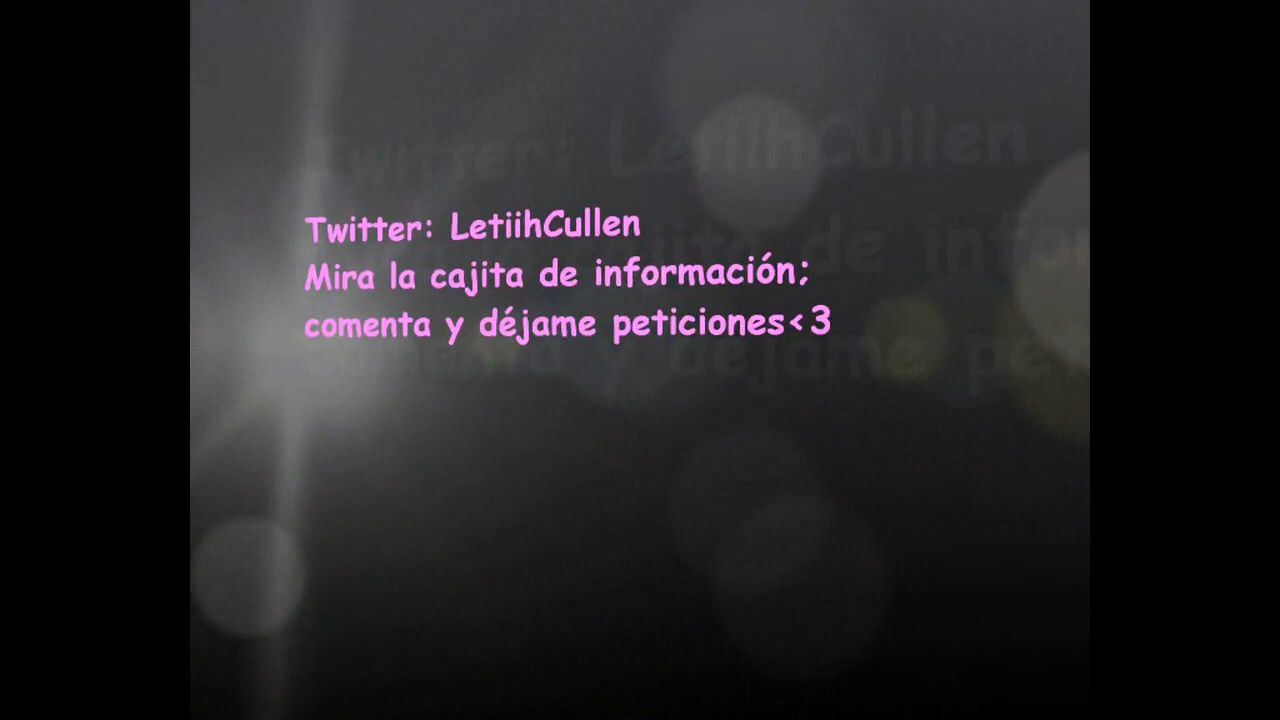 Twitter: LetiihCullen
Mira la cajita de información;
comenta y déjame peticiones<3